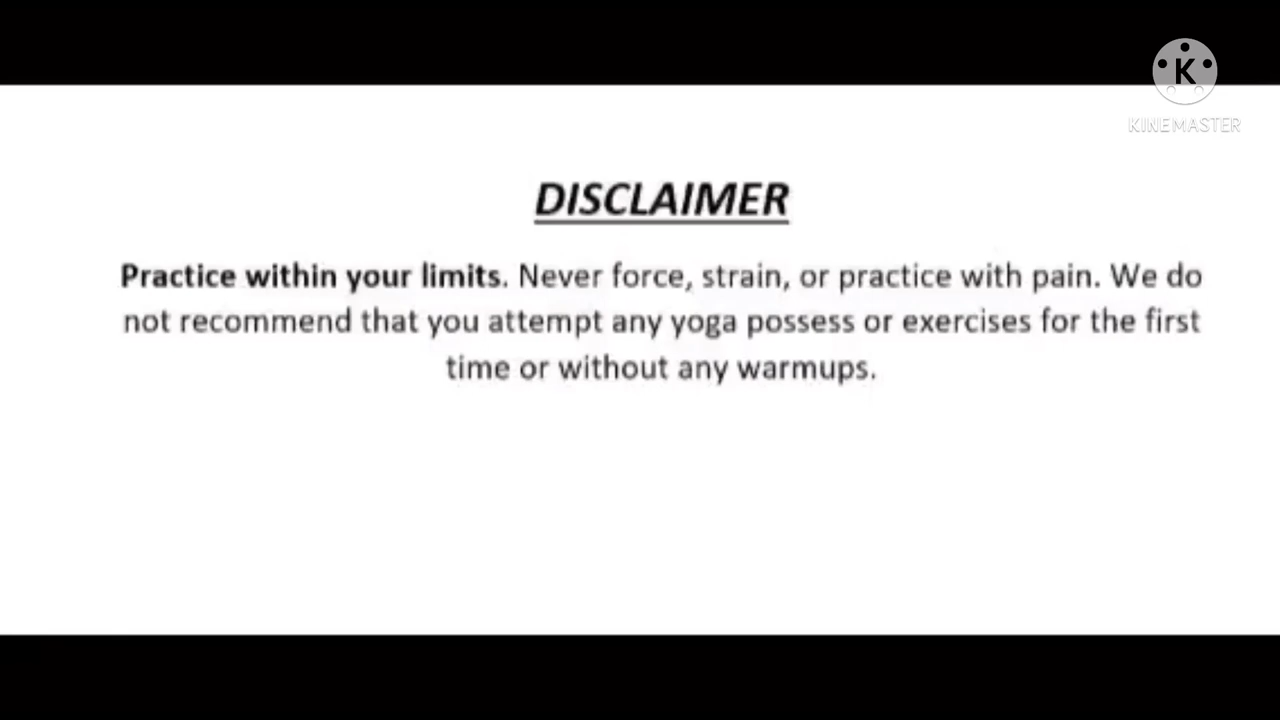 K
KINEMASTER
DISCLAIMER
Practice within your limits. Never force, strain, or practice with pain. We do
not recommend that you attempt any yoga possess or exercises for the first
time or without any warmups.